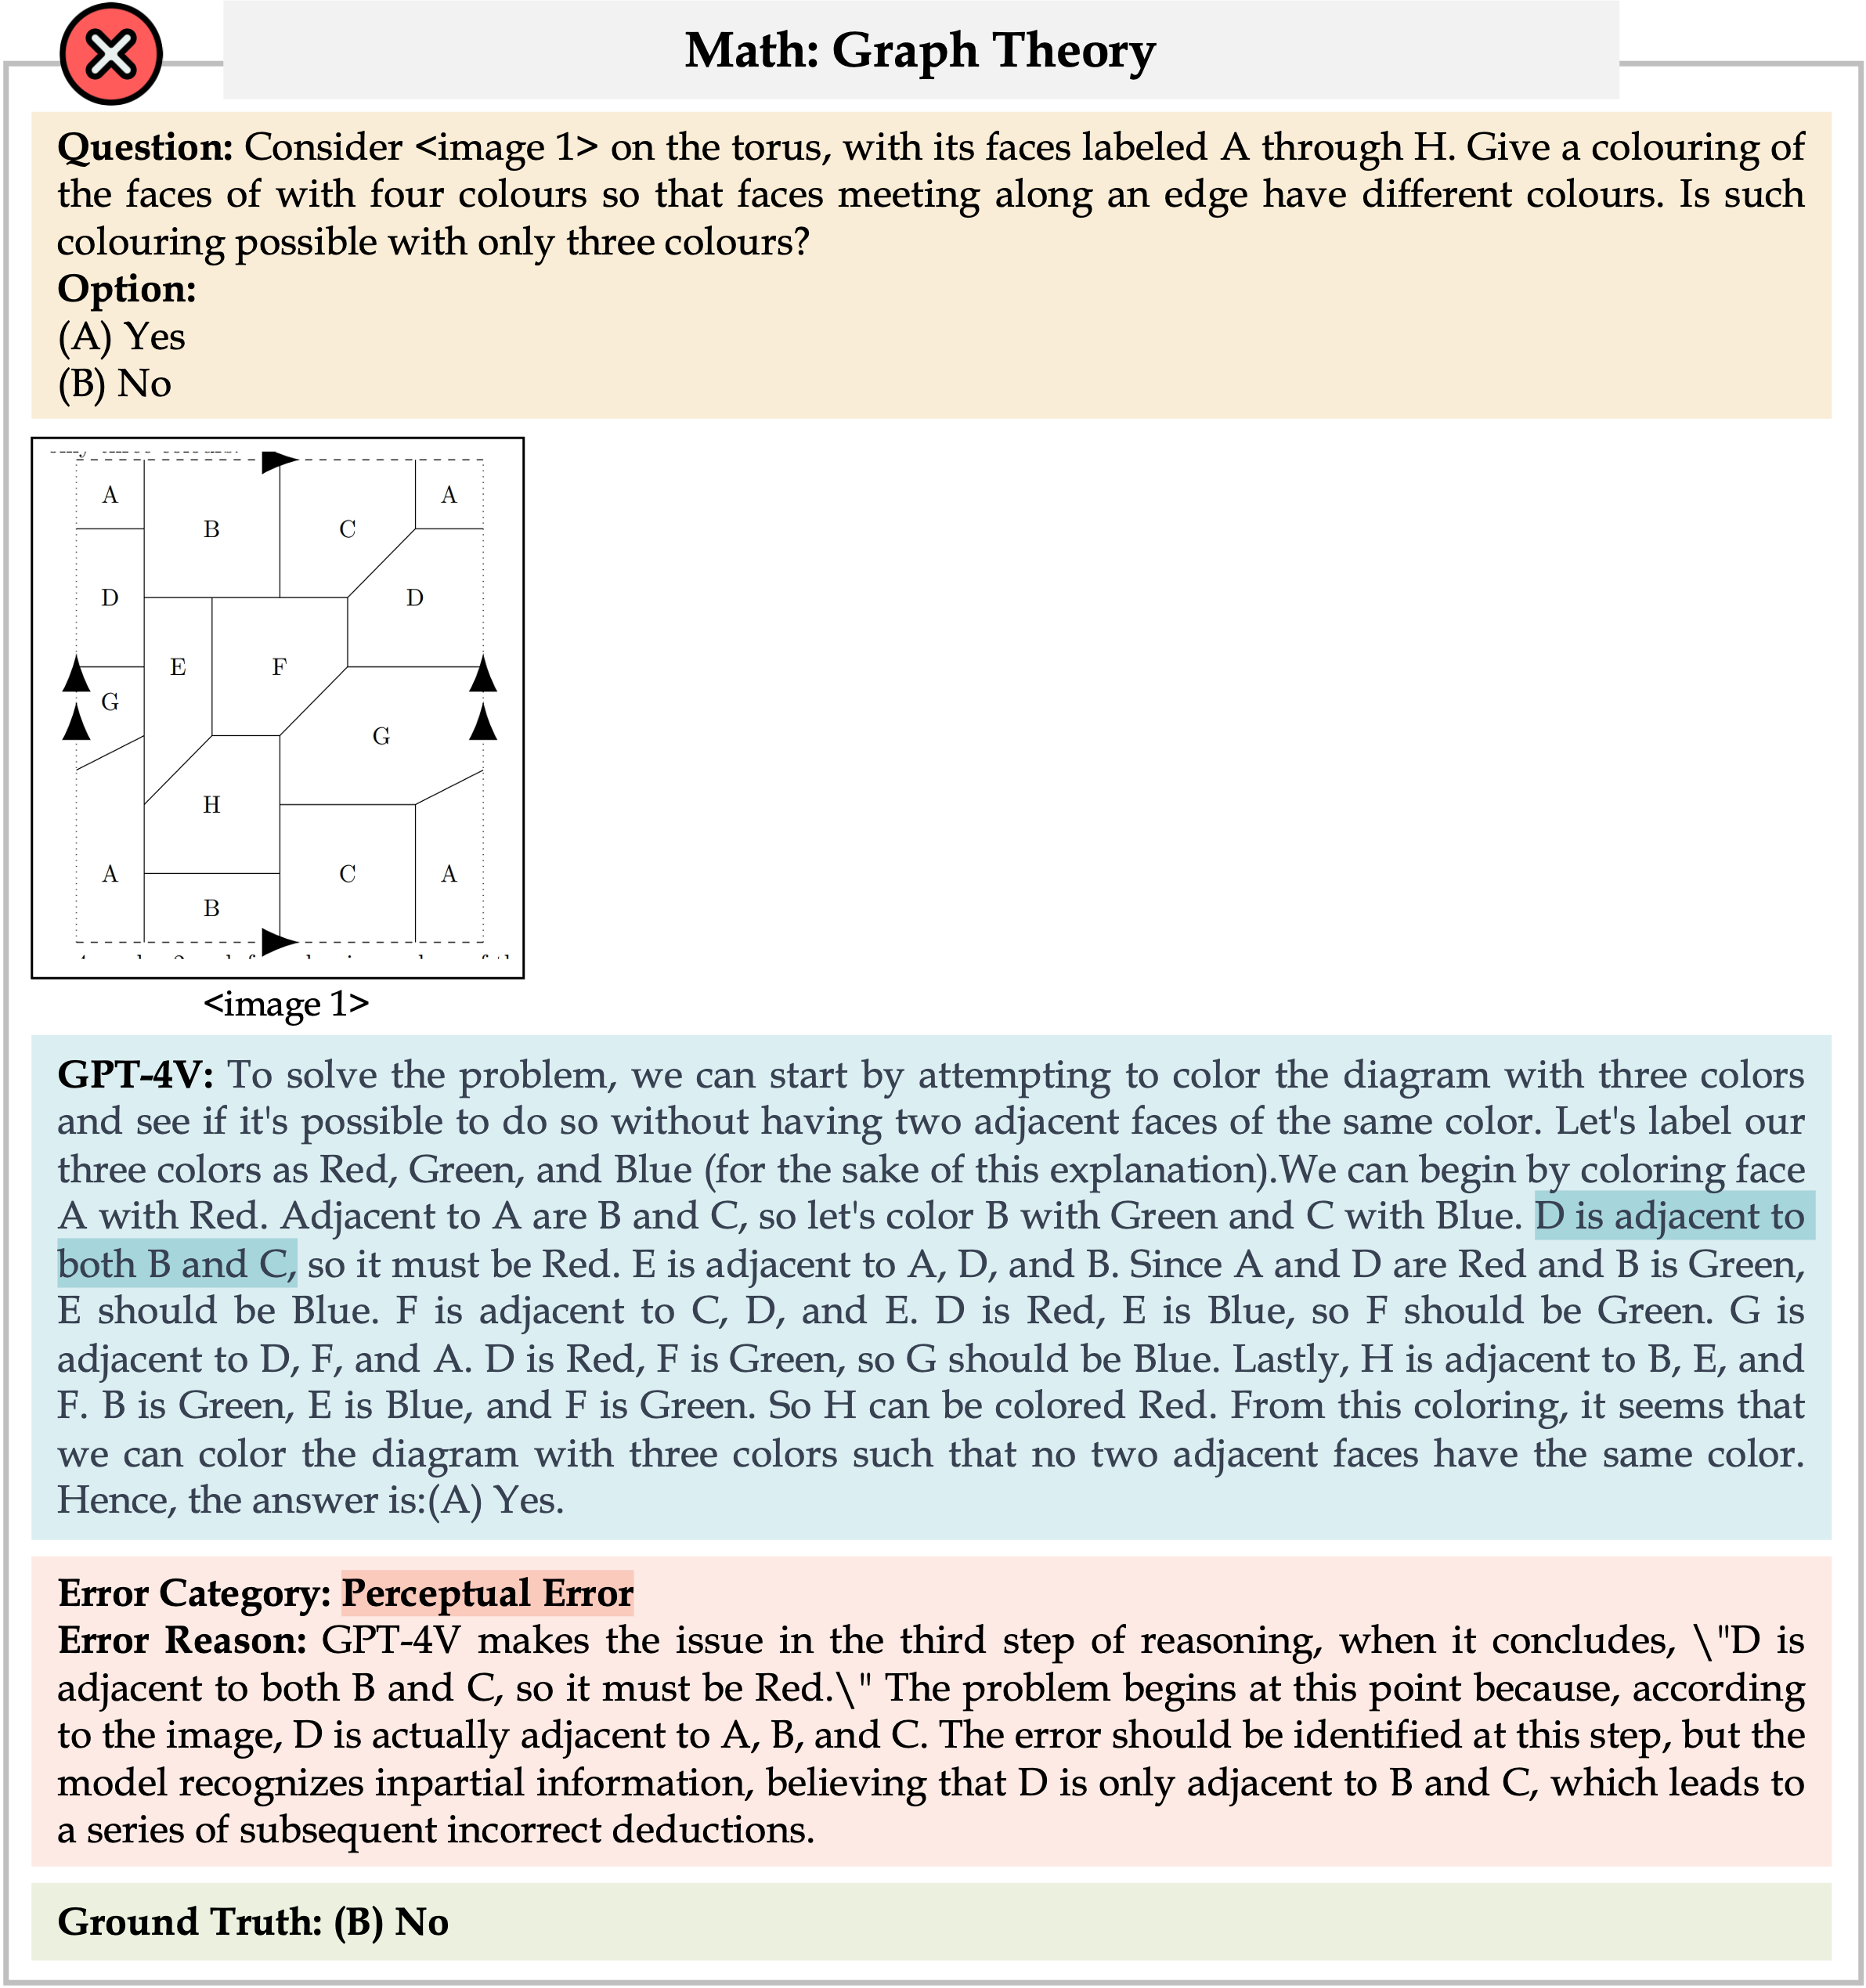 Math: Graph Theory
Question: Consider <image 1> on the torus, with its faces labeled A through H. Give a colouring of
the faces of with four colours so that faces meeting along an edge have different colours. Is such
colouring possible with only three colours?
Option:
(A) Yes
(B) No
A
A
B
C
D
D
E
F
G
G
H
A
C
A
B
<image 1>
GPT-4V: To solve the problem, we can start by attempting to color the diagram with three colors
and see if it's possible to do so without having two adjacent faces of the same color. Let's label our
three colors as Red, Green, and Blue (for the sake of this explanation).We can begin by coloring face
A with Red. Adjacent to A are B and C, so let's color B with Green and C with Blue. D is adjacent to
both B and C, so it must be Red. E is adjacent to A, D, and B. Since A and D are Red and B is Green,
E should be Blue. F is adjacent to C, D, and E. D is Red, E is Blue, so F should be Green. G is
adjacent to D, F, and A. D is Red, F is Green, so G should be Blue. Lastly, H is adjacent to B, E, and
F. B is Green, E is Blue, and F is Green. So H can be colored Red. From this coloring, it seems that
we can color the diagram with three colors such that no two adjacent faces have the same color.
Hence, the answer is:(A) Yes.
Error Category: Perceptual Error
Error Reason: GPT-4V makes the issue in the third step of reasoning, when it concludes, \"D is
adjacent to both B and C, so it must be Red.\" The problem begins at this point because, according
to the image, D is actually adjacent to A, B, and C. The error should be identified at this step, but the
model recognizes inpartial information, believing that D is only adjacent to B and C, which leads to
a series of subsequent incorrect deductions.
Ground Truth: (B) No